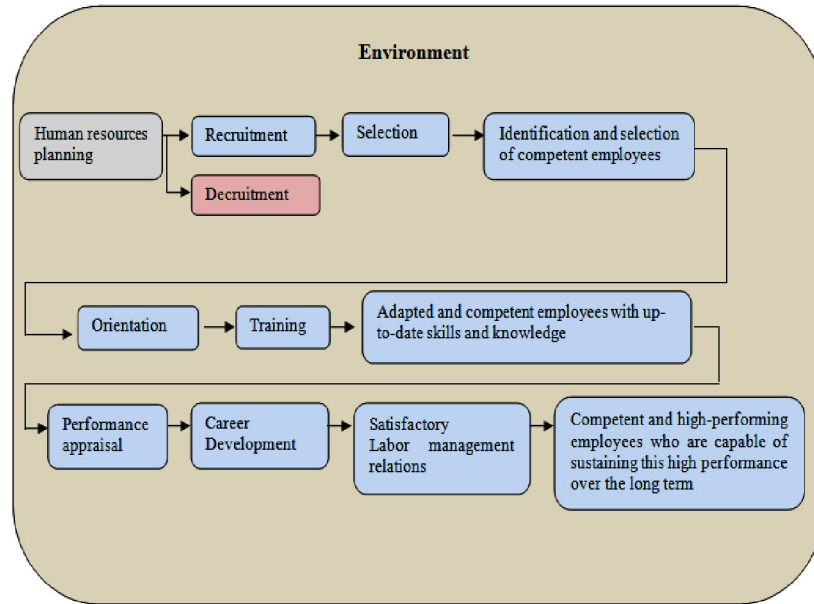 Environment
Human resources
planning
Recruitment
Selection
Identification and selection
of competent employees
Decruitment
Orientation
Training
Adapted and competent employees with up-
to-date skills and knowledge
Performance
appraisal
Career
Development
Satisfactory
Labor management
relations
Competent and high-performing
employees who are capable of
sustaining this high performance
over the long term